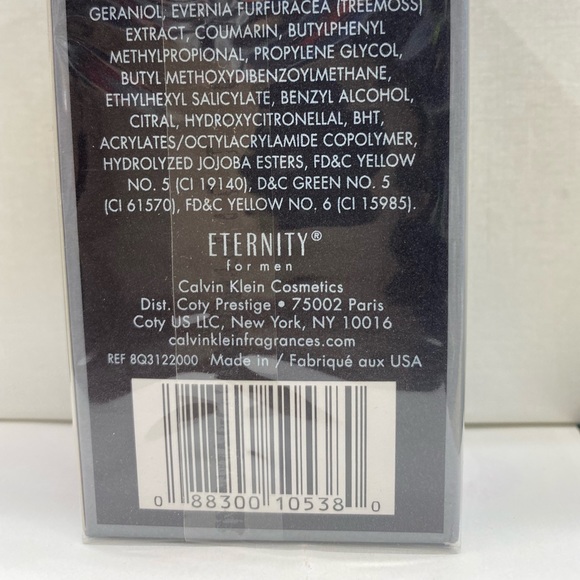 GERANIOL, EVERNIA FURFURACEA (TREEMOSS)
EXTRACT, COUMARIN, BUTYLPHENYL
METHYLPROPIONAL, PROPYLENE GLYCOL,
BUTYL METHOXYDIBENZOYLMETHANE,
ETHYLHEXYL SALICYLATE, BENZYL ALCOHOL,
CITRAL, HYDROXYCITRONELLAL, BHT,
ACRYLATES/OCTYLACRYLAMIDE COPOLYMER,
HYDROLYZED JOJOBA ESTERS, FD&C YELLOW
NO. 5 (CI 19140), D&C GREEN NO. 5
(CI 61570), FD&C YELLOW NO. 6 (CI 15985).
ETERNITY®
for men
Calvin Klein Cosmetics
Dist. Coty Prestige • 75002 Paris
Coty US LLC, New York, NY 10016
calvinkleinfragrances.com
REF 8Q3122000 Made in / Fabriqué aux USA
0 88300 10538 0